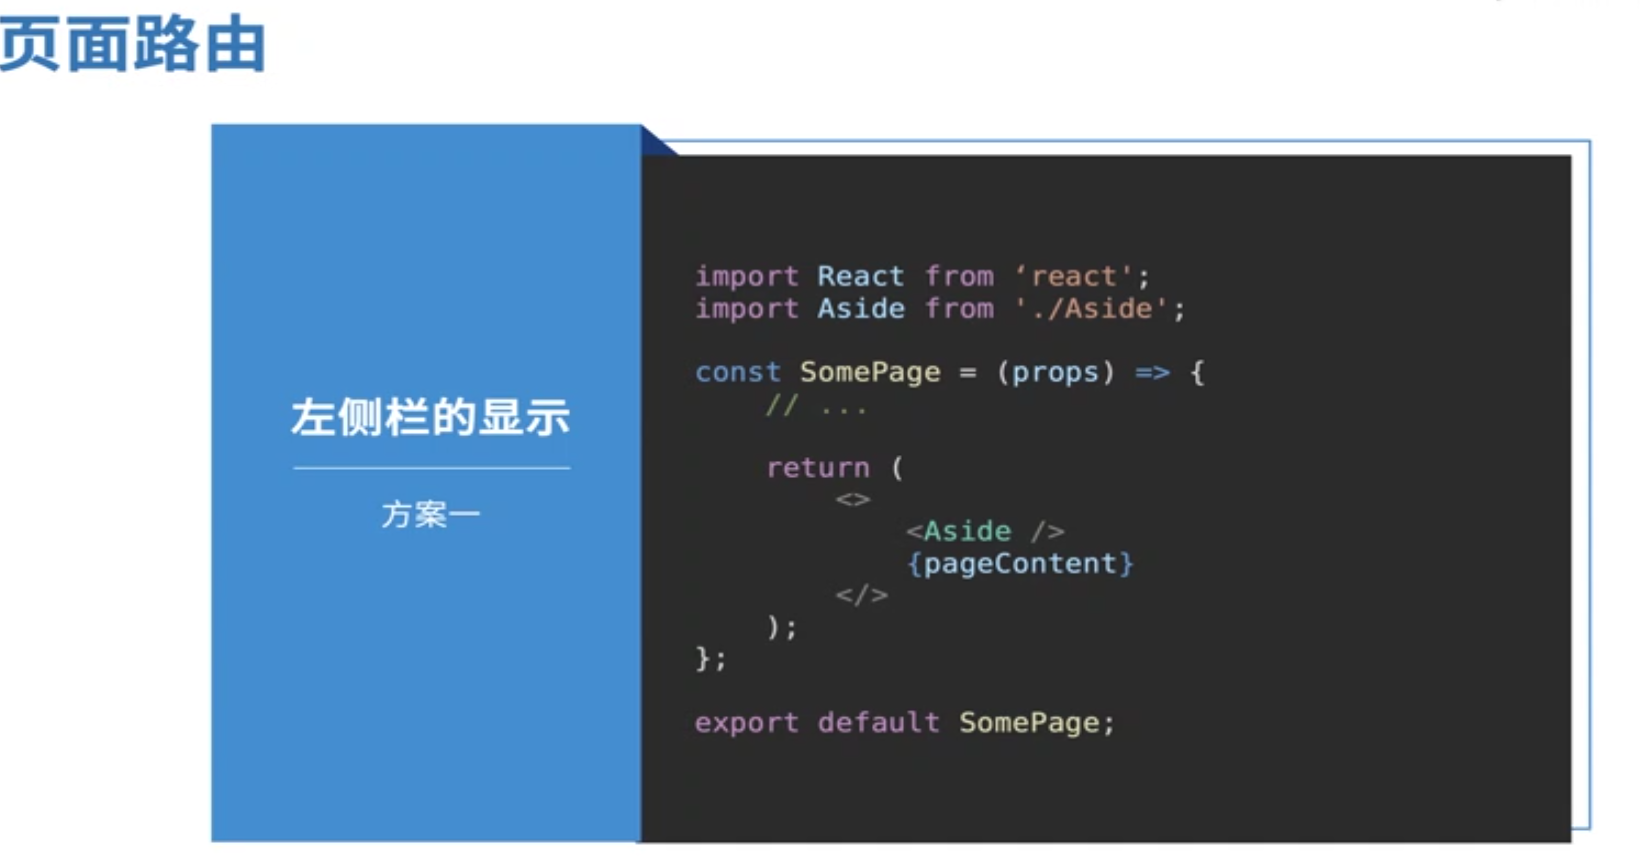 页面路由
左侧栏的显示
方案一
import React from ‘react';
import Aside from './Aside';
const SomePage = (props) => {
// ...
return (
<>
<Aside />
{pageContent}
</>
);
};
export default SomePage;